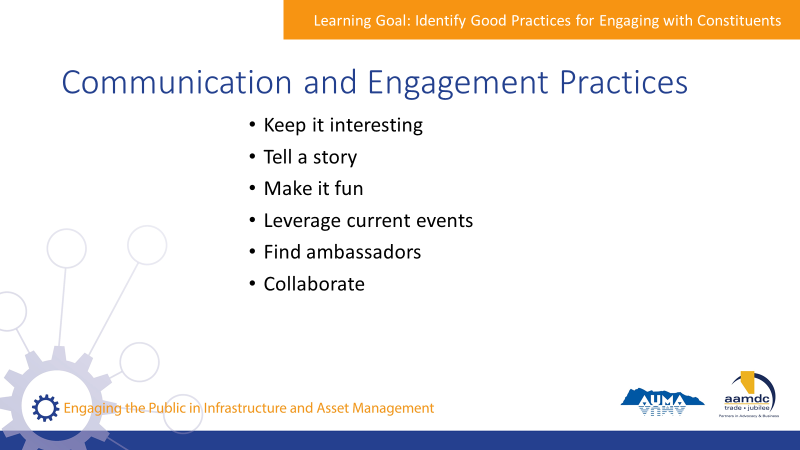 Learning Goal: Identify Good Practices for Engaging with Constituents
Communication and Engagement Practices
• Keep it interesting
• Tell a story
• Make it fun
• Leverage current events
• Find ambassadors
• Collaborate
Engaging the Public in Infrastructure and Asset Management
AUMA
aamdc
trade • jubilee
Partners in Advocacy & Business